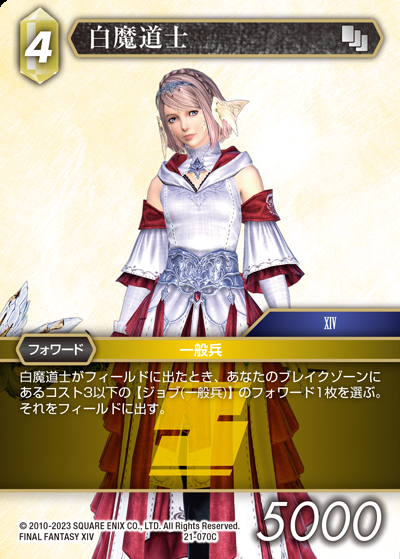 4
白魔道士
XIV
フォワード
一般兵
白魔道士がフィールドに出たとき、あなたのブレイクゾーンに
あるコスト3以下の【ジョブ(一般兵)】のフォワード1枚を選ぶ。
それをフィールドに出す。
© 2010-2023 SQUARE ENIX CO., LTD. All Rights Reserved.
FINAL FANTASY XIV
21-070C
5000